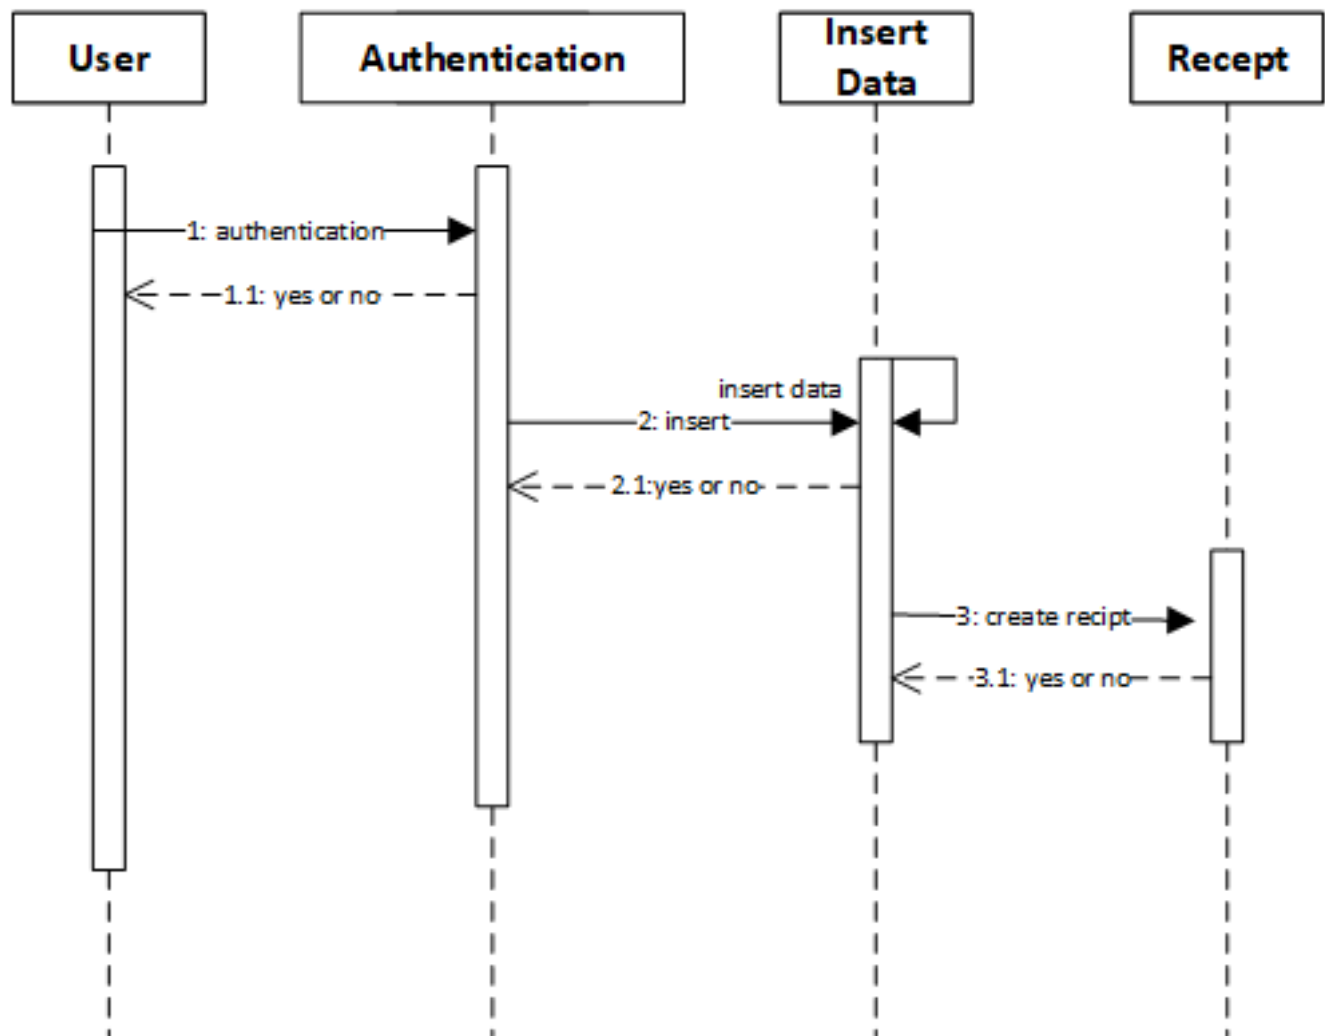 User
Authentication
Insert
Data
Recept
1: authentication
1.1: yes or no
insert data
2: insert
2.1:yes or no
3: create recipt
3.1: yes or no